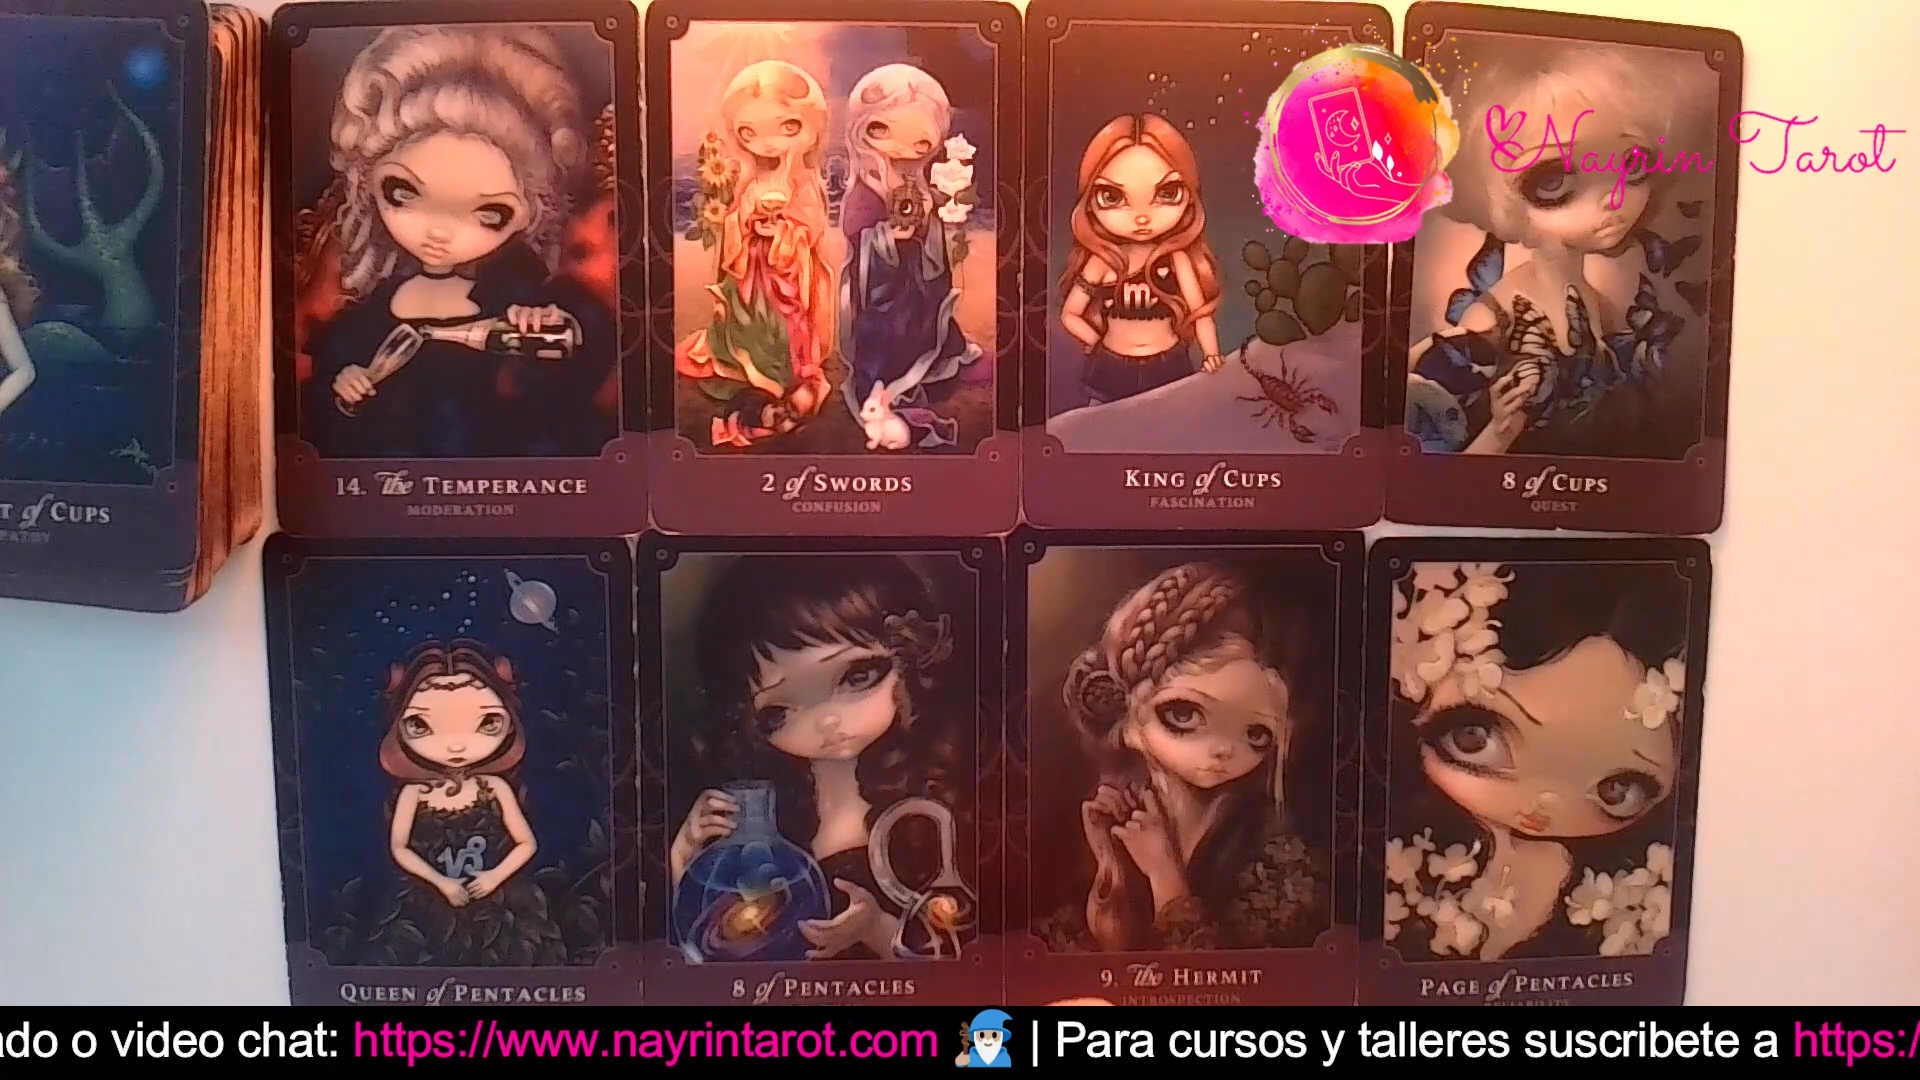 Nayrin Tarot
T of CUPS
PATHY
14. The TEMPERANCE
MODERATION
2 of SWORDS
CONFUSION
m
KING of CUPS
FASCINATION
8 of CUPS
QUEST
QUEEN of PENTACLES
8 of PENTACLES
9. The HERMIT
INTROSPECTION
PAGE of PENTACLES
ado o video chat: https://www.nayrintarot.com | Para cursos y talleres suscribete a https:/